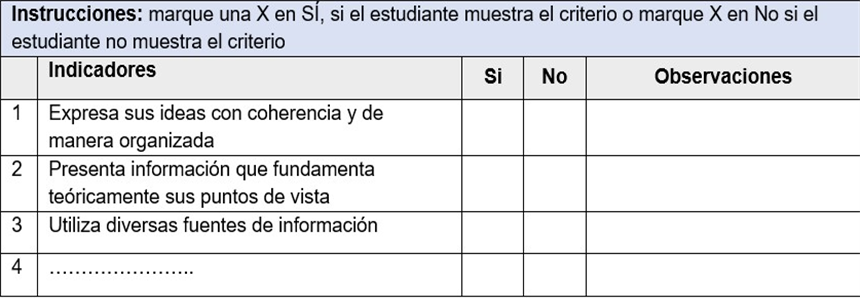 Instrucciones: marque una X en SÍ, si el estudiante muestra el criterio o marque X en No si el
estudiante no muestra el criterio
Indicadores Si No Observaciones
1 Expresa sus ideas con coherencia y de
manera organizada
2 Presenta información que fundamenta
teóricamente sus puntos de vista
3 Utiliza diversas fuentes de información
4 …………………..